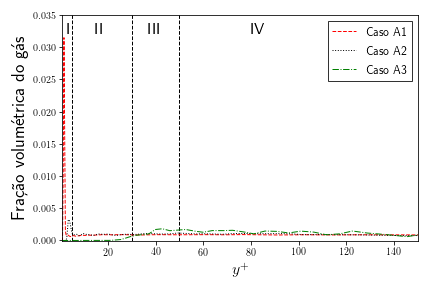 Fração volumétrica do gás
0.035
0.030
0.025
0.020
0.015
0.010
0.005
0.000
I II III IV
Caso A1
Caso A2
Caso A3
20 40 60 80 100 120 140
y⁺